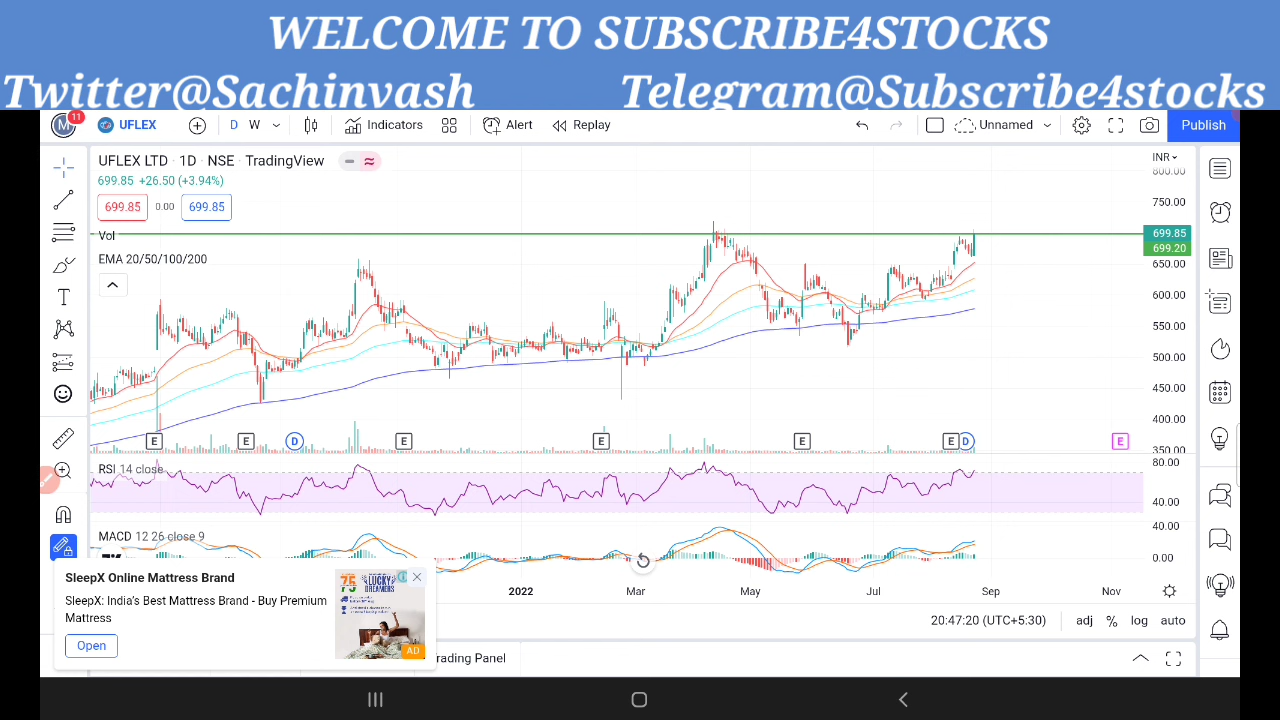 WELCOME TO SUBSCRIBE4STOCKS
Twitter@Sachinvash Telegram@Subscribe4stocks
M 11 UFLEX D W Indicators Alert Replay Unnamed Publish
UFLEX LTD · 1D · NSE · TradingView
INR
800.00
699.85 +26.50 (+3.94%)
699.85 0.00 699.85
750.00
Vol
699.85
699.20
EMA 20/50/100/200
650.00
600.00
550.00
500.00
450.00
400.00
E E D E E E E D E
350.00
RSI 14 close
80.00
40.00
MACD 12 26 close 9
40.00
0.00
2022 Mar May Jul Sep Nov
SleepX Online Mattress Brand
SleepX: India's Best Mattress Brand - Buy Premium
Mattress
Open
75
LUCKY
DREAMERS
AD
20:47:20 (UTC+5:30) adj % log auto
rading Panel